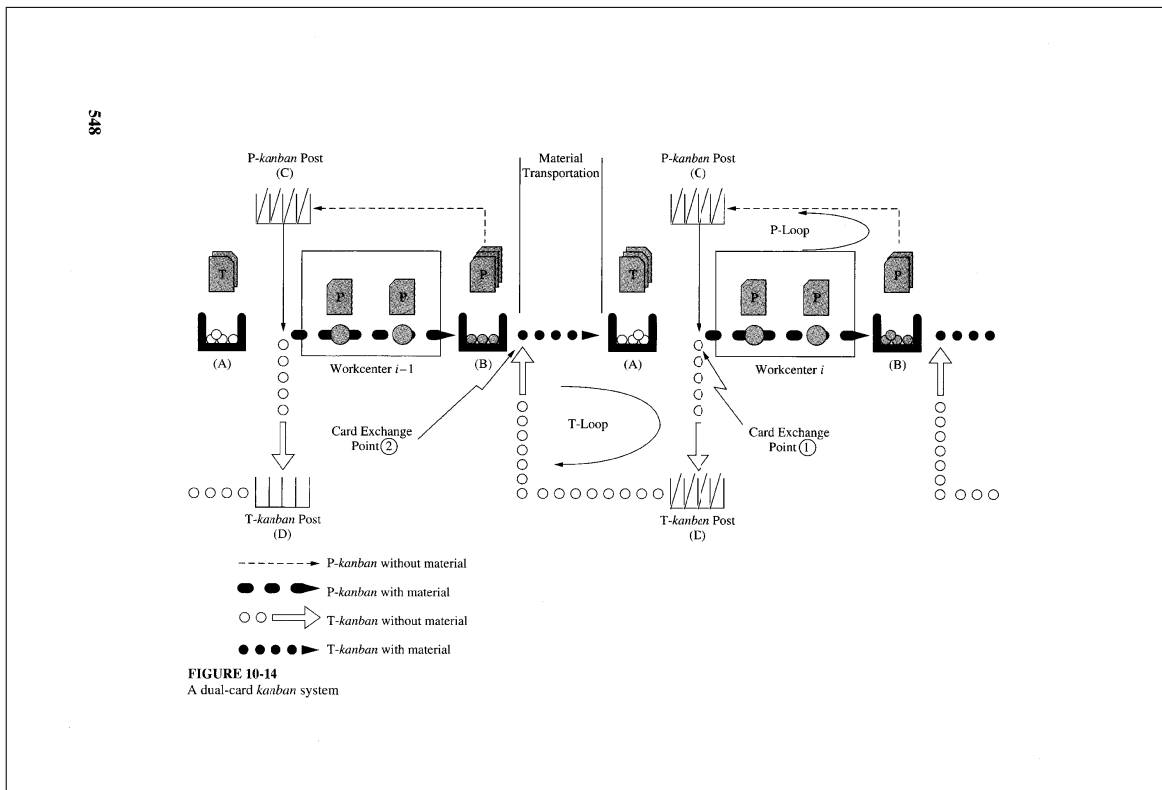 548
P-kanban Post
(C)
Material
Transportation
P-kanban Post
(C)
P-Loop
T
P
P
P
T
P
P
P
(A)
Workcenter i–1
(B)
(A)
Workcenter i
(B)
Card Exchange
Point 2
T-Loop
Card Exchange
Point 1
T-kanban Post
(D)
T-kanban Post
(D)
P-kanban without material
P-kanban with material
T-kanban without material
T-kanban with material
FIGURE 10-14
A dual-card kanban system